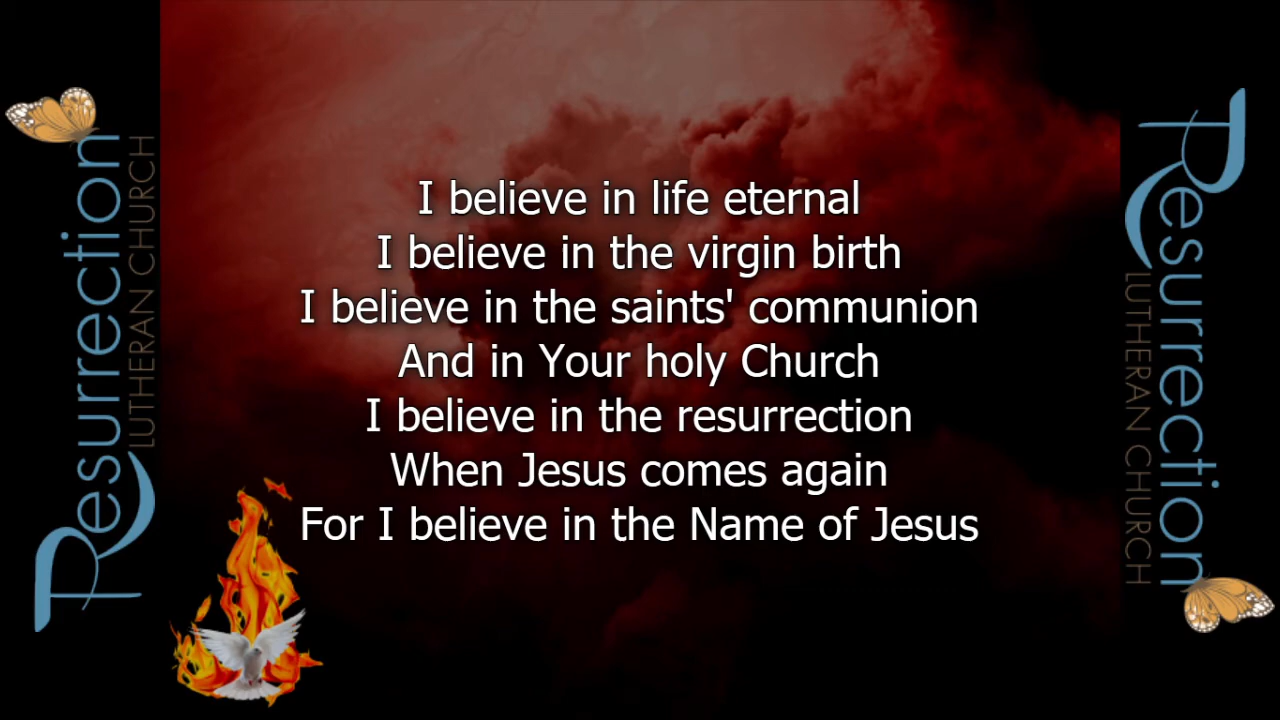 Resurrection
LUTHERAN CHURCH
I believe in life eternal
I believe in the virgin birth
I believe in the saints' communion
And in Your holy Church
I believe in the resurrection
When Jesus comes again
For I believe in the Name of Jesus
Resurrection
LUTHERAN CHURCH